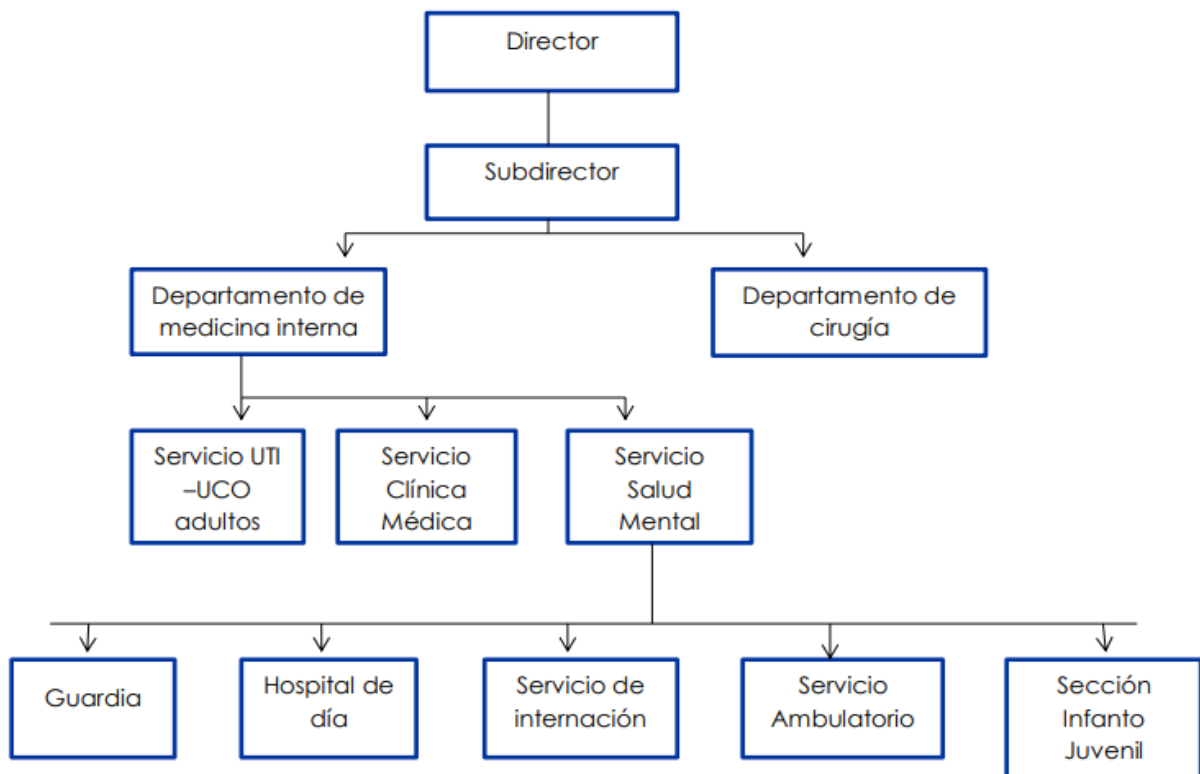 Director
Subdirector
Departamento de
medicina interna
Departamento de
cirugía
Servicio UTI
–UCO
adultos
Servicio
Clínica
Médica
Servicio
Salud
Mental
Guardia
Hospital de
día
Servicio de
internación
Servicio
Ambulatorio
Sección
Infanto
Juvenil